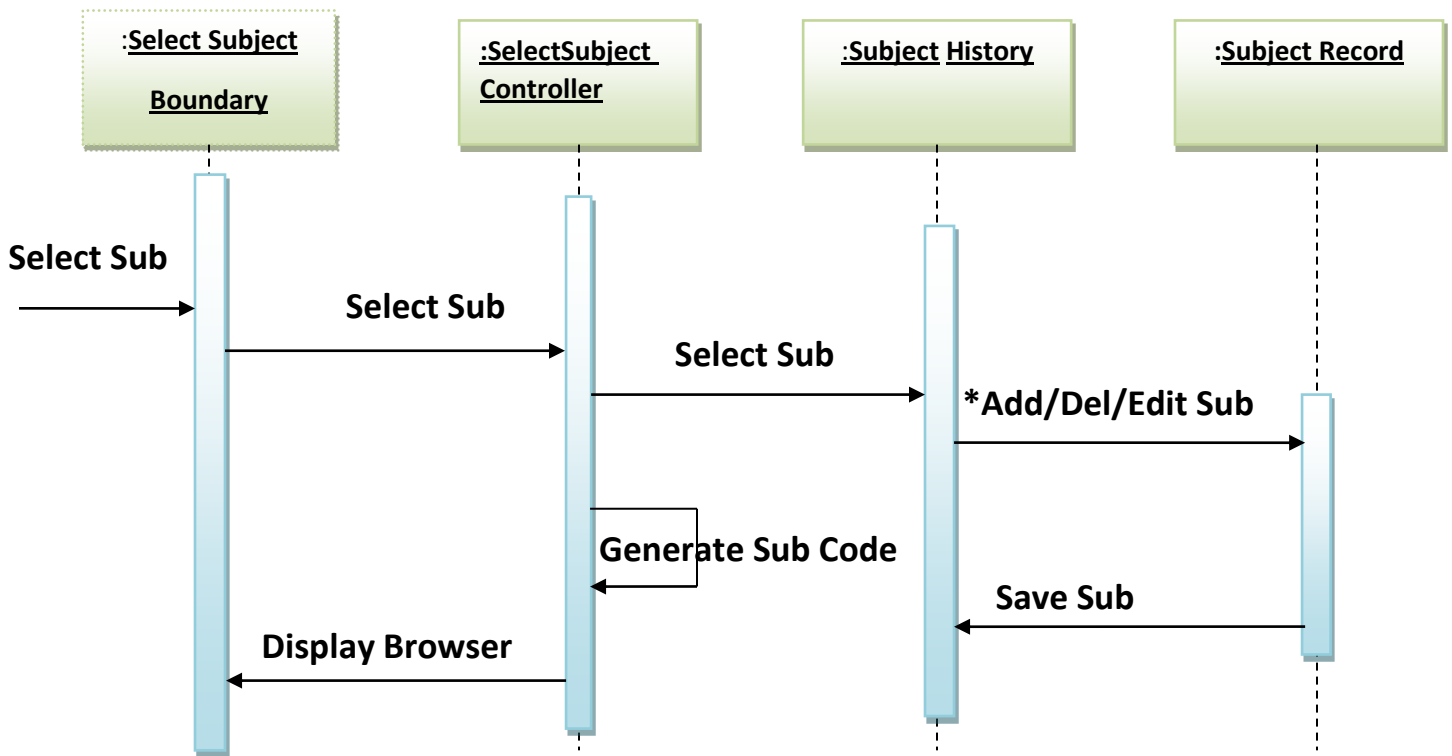 :Select Subject
Boundary
:SelectSubject
Controller
:Subject History
:Subject Record
Select Sub
Select Sub
Select Sub
*Add/Del/Edit Sub
Generate Sub Code
Save Sub
Display Browser